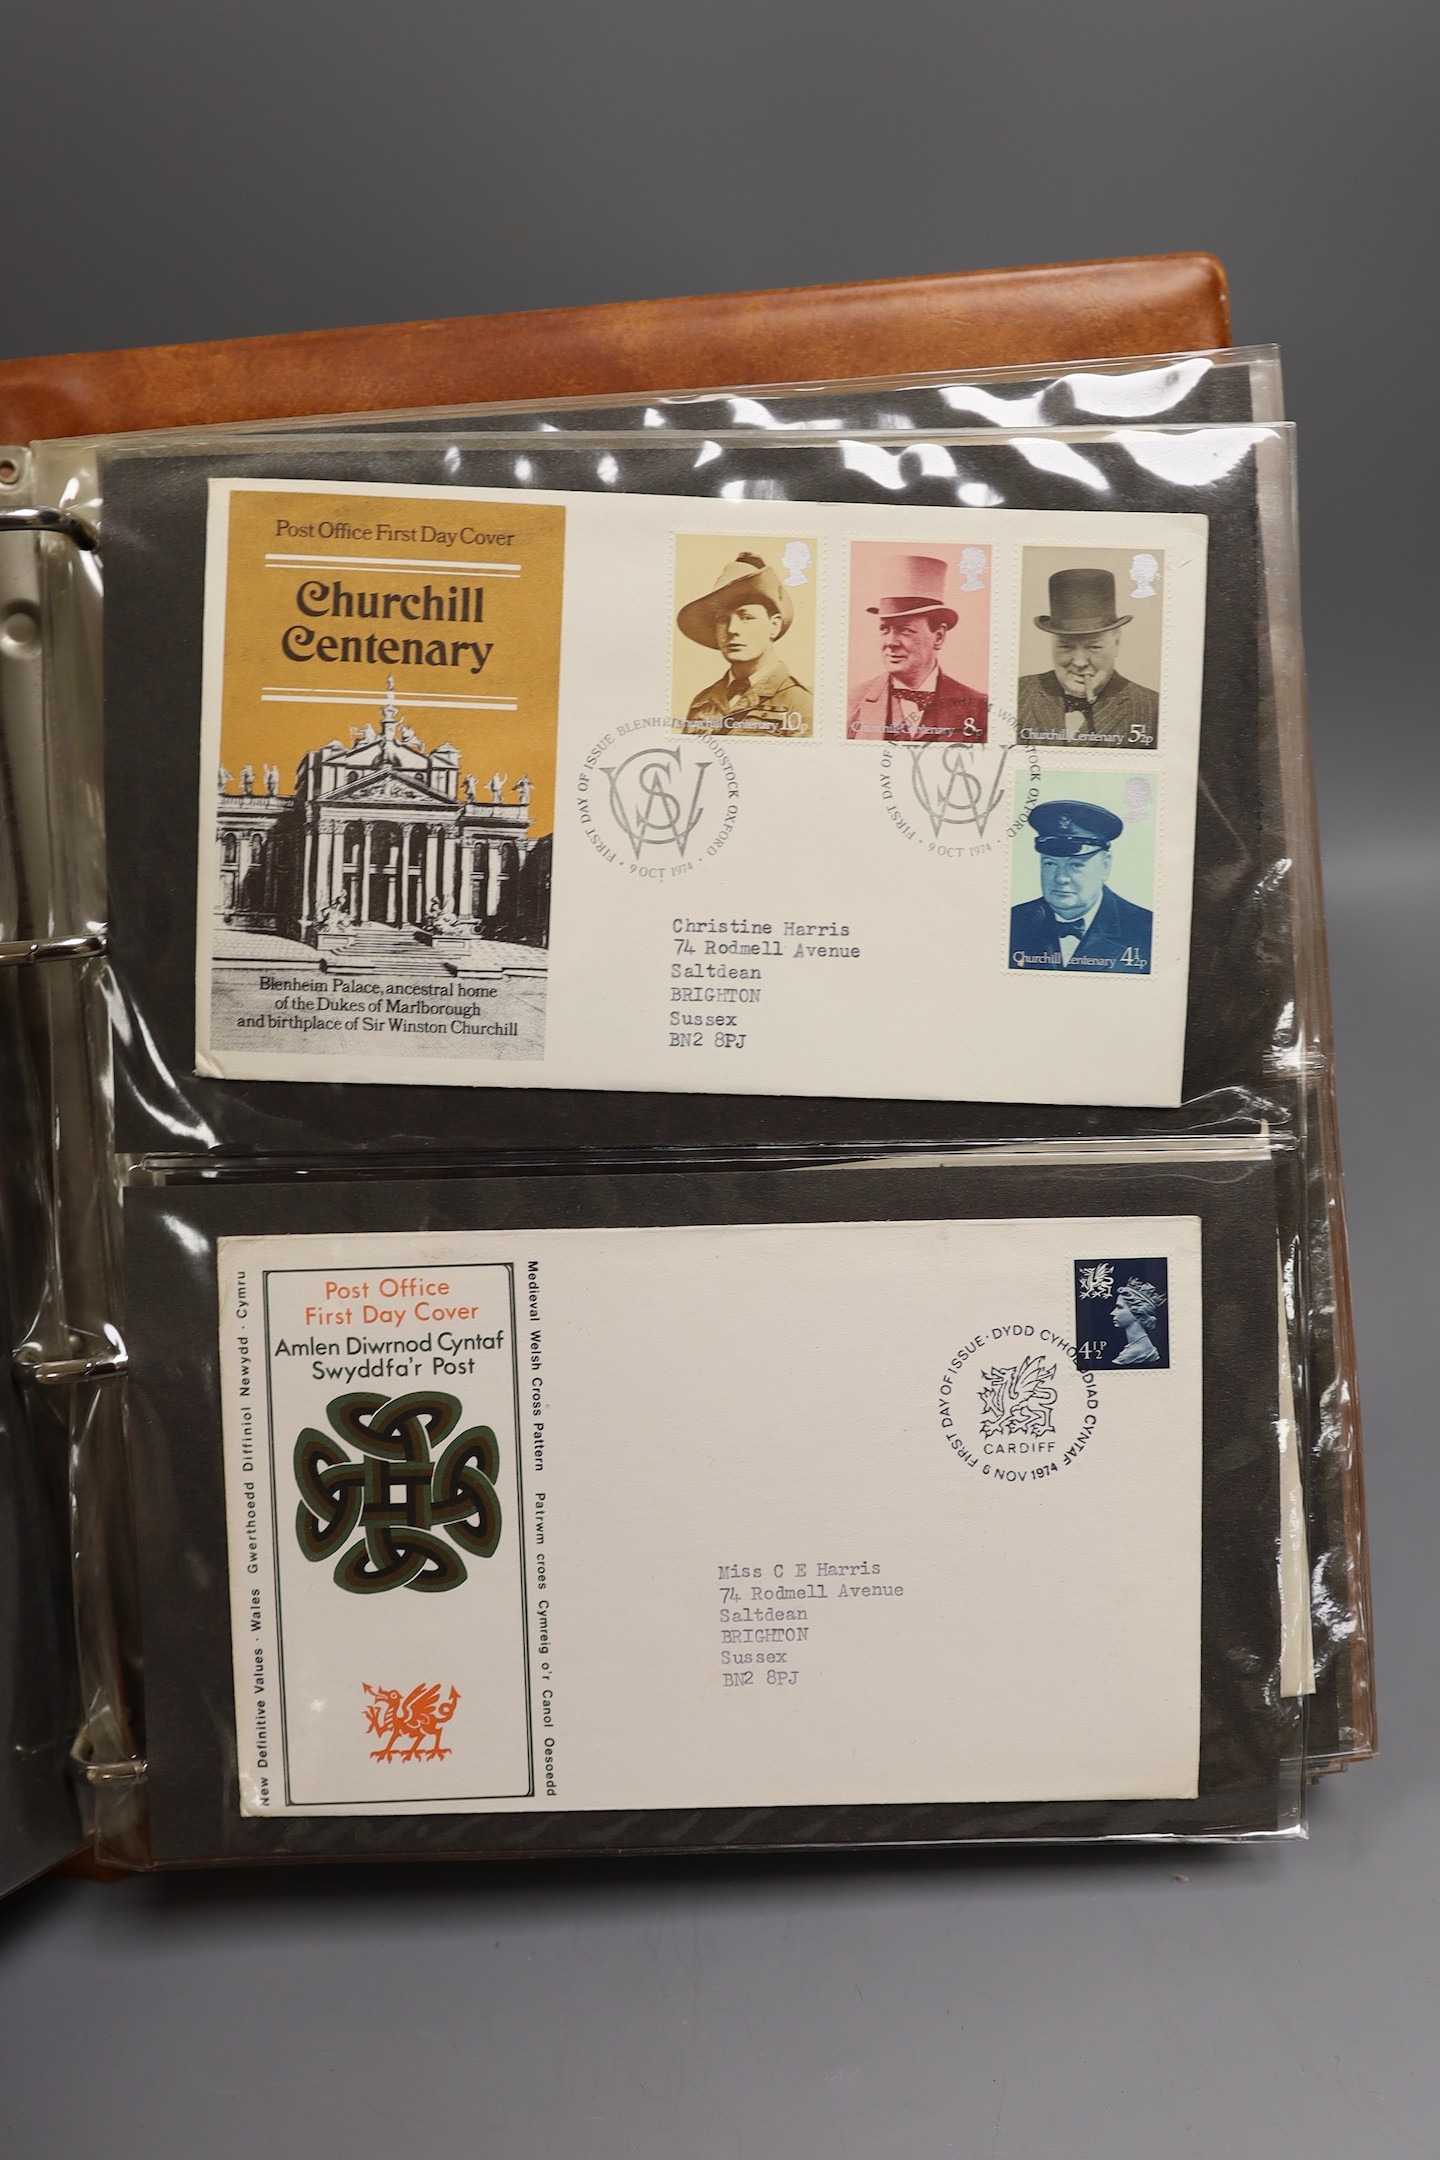 Post Office First Day Cover
Churchill
Centenary
Blenheim Palace, ancestral home
of the Dukes of Marlborough
and birthplace of Sir Winston Churchill
Churchill Centenary 10p
Churchill Centenary 8p
Churchill Centenary 5½p
Churchill Centenary 4½p
FIRST DAY OF ISSUE BLENHEIM WOODSTOCK OXFORD
9 OCT 1974
FIRST DAY OF WOODSTOCK OXFORD
9 OCT 1974
Christine Harris
74 Rodmell Avenue
Saltdean
BRIGHTON
Sussex
BN2 8PJ
New Definitive Values · Wales Gwerthoedd Diffiniol Newydd · Cymru
Post Office
First Day Cover
Amlen Diwrnod Cyntaf
Swyddfa'r Post
Medieval Welsh Cross Pattern Patrwm croes Cymreig o'r Canol Oesoedd
4½P
FIRST DAY OF ISSUE · DYDD CYHOEDDIAD CYNTAF
CARDIFF
6 NOV 1974
Miss C E Harris
74 Rodmell Avenue
Saltdean
BRIGHTON
Sussex
BN2 8PJ